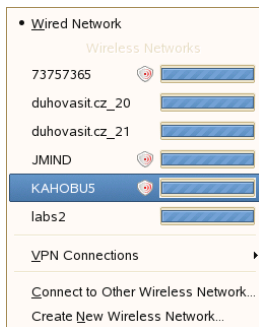 Wired Network
Wireless Networks
73757365
duhovasit.cz_20
duhovasit.cz_21
JMIND
KAHOBU5
labs2
VPN Connections
Connect to Other Wireless Network...
Create New Wireless Network...